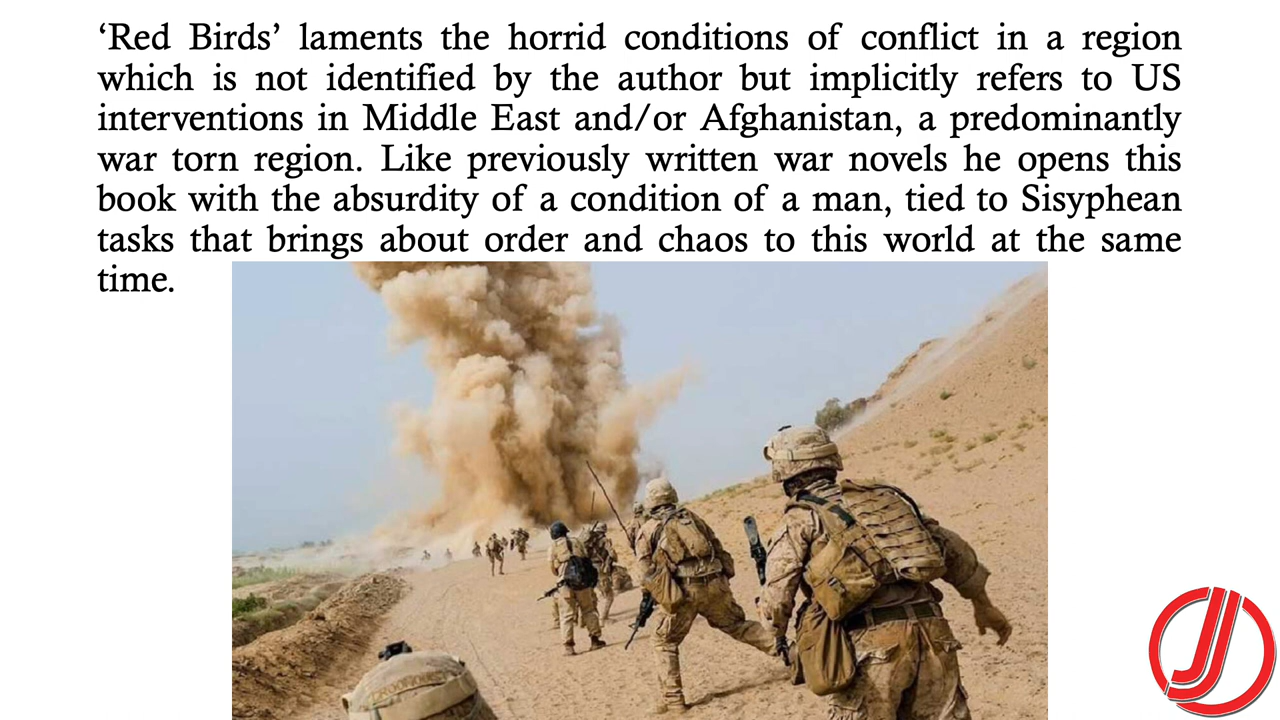 ‘Red Birds’ laments the horrid conditions of conflict in a region
which is not identified by the author but implicitly refers to US
interventions in Middle East and/or Afghanistan, a predominantly
war torn region. Like previously written war novels he opens this
book with the absurdity of a condition of a man, tied to Sisyphean
tasks that brings about order and chaos to this world at the same
time.